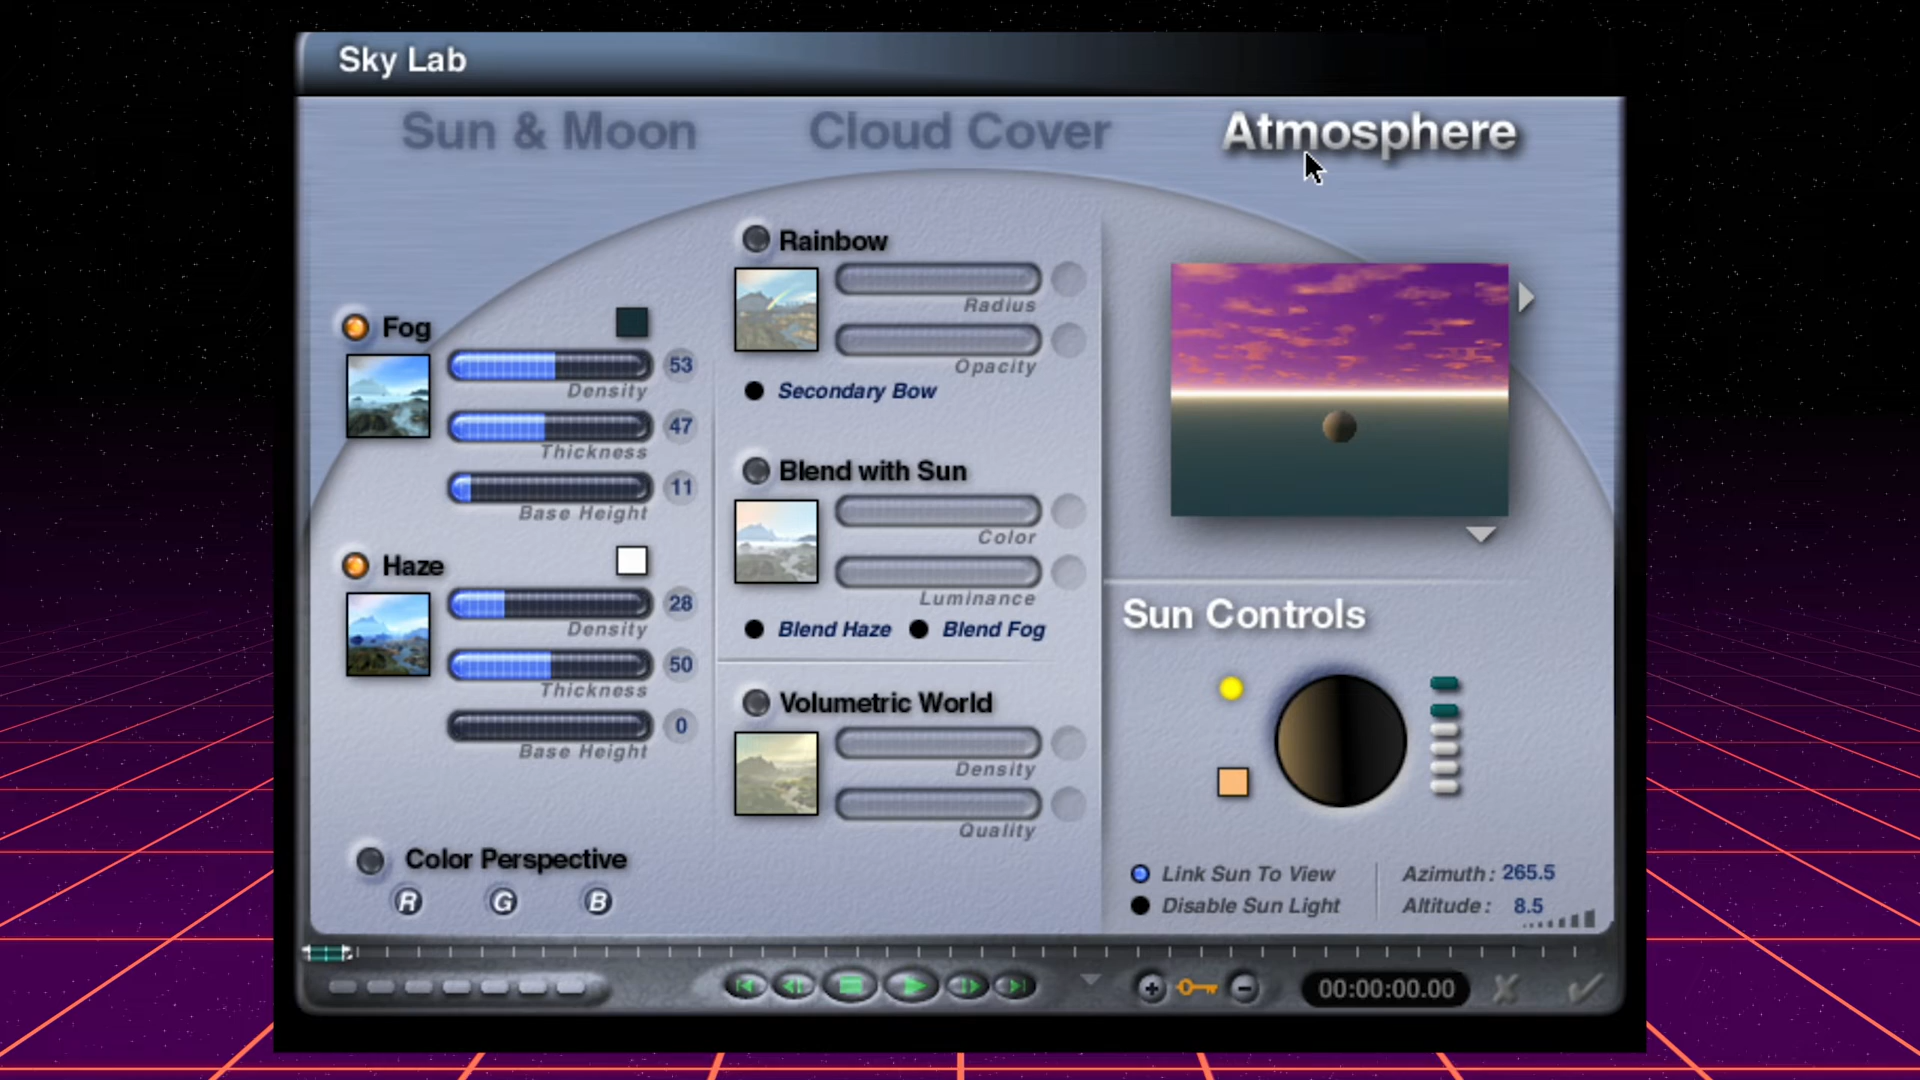 Sky Lab
Sun & Moon
Cloud Cover
Atmosphere
Fog
53
Density
47
Thickness
11
Base Height
Haze
28
Density
50
Thickness
0
Base Height
Color Perspective
R G B
Rainbow
Radius
Opacity
Secondary Bow
Blend with Sun
Color
Luminance
Blend Haze Blend Fog
Volumetric World
Density
Quality
Sun Controls
Link Sun To View
Disable Sun Light
Azimuth: 265.5
Altitude: 8.5
00:00:00.00